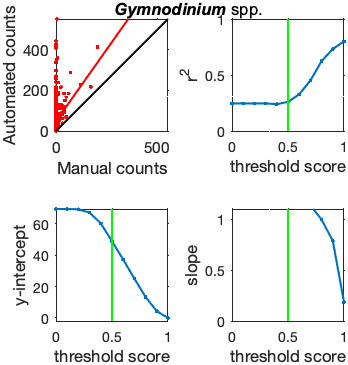 Gymnodinium spp.
Automated counts
400
200
0
0
500
Manual counts
r²
1
0.5
0
0
0.5
1
threshold score
y-intercept
60
40
20
0
0
0.5
1
threshold score
slope
1
0.5
0
0
0.5
1
threshold score